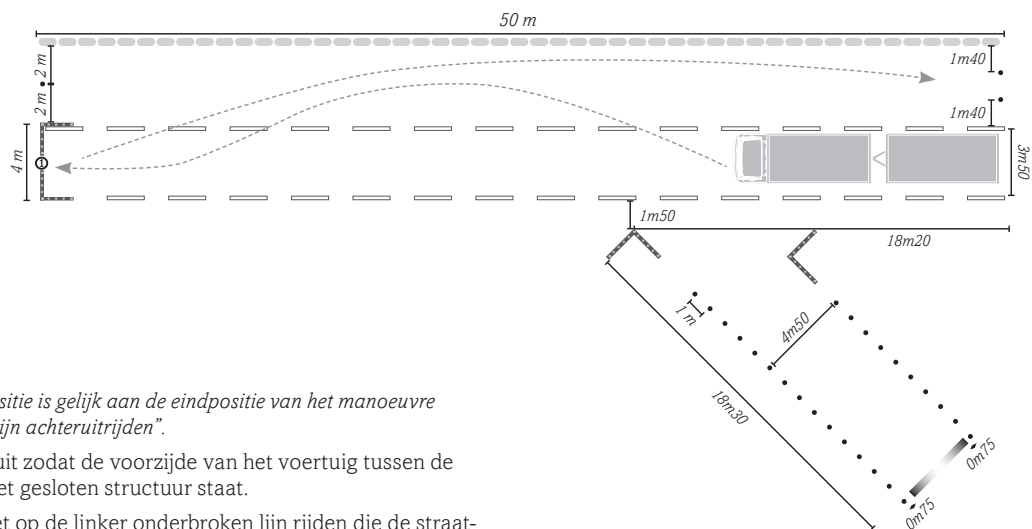 50 m
2 m
2 m
1m40
1m40
4 m
1
3m50
1m50
18m20
1 m
4m50
18m30
0m75
0m75
sitie is gelijk aan de eindpositie van het manoeuvre
ijn achteruitrijden”.
uit zodat de voorzijde van het voertuig tussen de
et gesloten structuur staat.
et op de linker onderbroken lijn rijden die de straat-